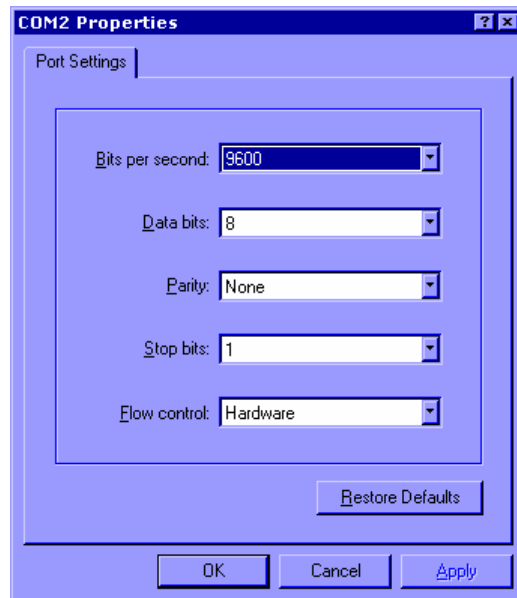 COM2 Properties
Port Settings
Bits per second: 9600
Data bits: 8
Parity: None
Stop bits: 1
Flow control: Hardware
Restore Defaults
OK Cancel Apply